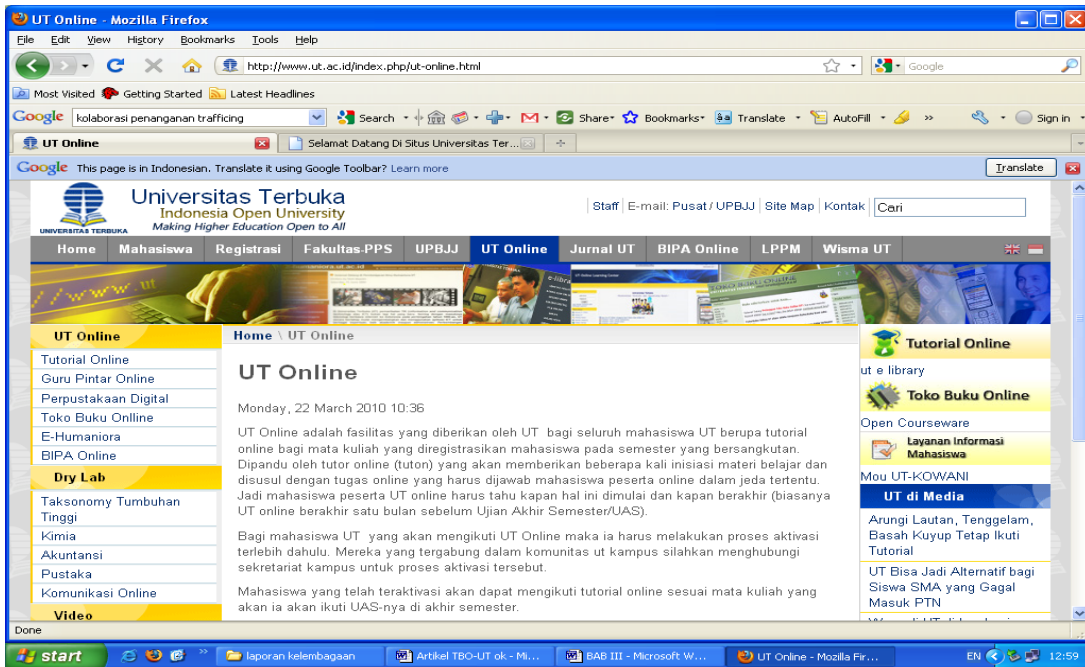 UT Online - Mozilla Firefox
File Edit View History Bookmarks Tools Help
http://www.ut.ac.id/index.php/ut-online.html
Google
Most Visited Getting Started Latest Headlines
Google kolaborasi penanganan trafficing Search Share Bookmarks Translate AutoFill » Sign in
UT Online Selamat Datang Di Situs Universitas Ter...
Google This page is in Indonesian. Translate it using Google Toolbar? Learn more Translate
UNIVERSITAS TERBUKA
Universitas Terbuka
Indonesia Open University
Making Higher Education Open to All
Staff E-mail: Pusat / UPBJJ Site Map Kontak Cari
Home Mahasiswa Registrasi Fakultas-PPS UPBJJ UT Online Jurnal UT BIPA Online LPPM Wisma UT
//www.ut
UT Online
Tutorial Online
Guru Pintar Online
Perpustakaan Digital
Toko Buku Onlline
E-Humaniora
BIPA Online
Dry Lab
Taksonomy Tumbuhan
Tinggi
Kimia
Akuntansi
Pustaka
Komunikasi Online
Video
Home \ UT Online
UT Online
Monday, 22 March 2010 10:36
UT Online adalah fasilitas yang diberikan oleh UT bagi seluruh mahasiswa UT berupa tutorial
online bagi mata kuliah yang diregistrasikan mahasiswa pada semester yang bersangkutan.
Dipandu oleh tutor online (tuton) yang akan memberikan beberapa kali inisiasi materi belajar dan
disusul dengan tugas online yang harus dijawab mahasiswa peserta online dalam jeda tertentu.
Jadi mahasiswa peserta UT online harus tahu kapan hal ini dimulai dan kapan berakhir (biasanya
UT online berakhir satu bulan sebelum Ujian Akhir Semester/UAS).
Bagi mahasiswa UT yang akan mengikuti UT Online maka ia harus melakukan proses aktivasi
terlebih dahulu. Mereka yang tergabung dalam komunitas ut kampus silahkan menghubungi
sekretariat kampus untuk proses aktivasi tersebut.
Mahasiswa yang telah teraktivasi akan dapat mengikuti tutorial online sesuai mata kuliah yang
akan ia akan ikuti UAS-nya di akhir semester.
Tutorial Online
ut e library
Toko Buku Online
Open Courseware
Layanan Informasi
Mahasiswa
Mou UT-KOWANI
UT di Media
Arungi Lautan, Tenggelam,
Basah Kuyup Tetap Ikuti
Tutorial
UT Bisa Jadi Alternatif bagi
Siswa SMA yang Gagal
Masuk PTN
Done
start » laporan kelembagaan Artikel TBO-UT ok - Mi... BAB III - Microsoft W... UT Online - Mozilla Fir... EN 12:59